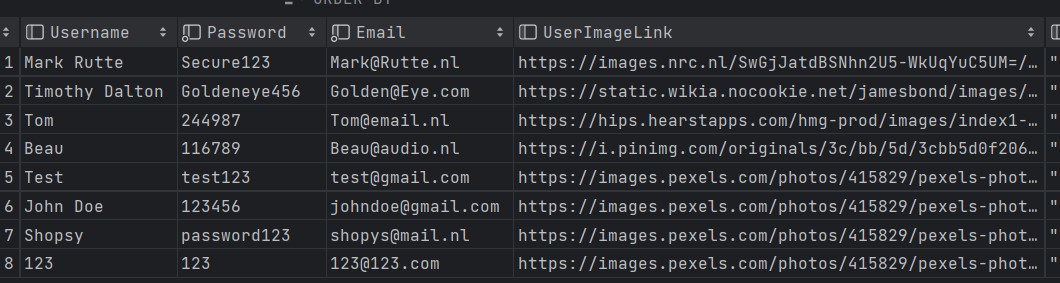 ORDER BY
Username Password Email UserImageLink
1 Mark Rutte Secure123 Mark@Rutte.nl https://images.nrc.nl/SwGjJatdBSNhn2U5-WkUqYuC5UM=/… "
2 Timothy Dalton Goldeneye456 Golden@Eye.com https://static.wikia.nocookie.net/jamesbond/images/… "
3 Tom 244987 Tom@email.nl https://hips.hearstapps.com/hmg-prod/images/index1-… "
4 Beau 116789 Beau@audio.nl https://i.pinimg.com/originals/3c/bb/5d/3cbb5d0f206… "
5 Test test123 test@gmail.com https://images.pexels.com/photos/415829/pexels-phot… "
6 John Doe 123456 johndoe@gmail.com https://images.pexels.com/photos/415829/pexels-phot… "
7 Shopsy password123 shopys@mail.nl https://images.pexels.com/photos/415829/pexels-phot… "
8 123 123 123@123.com https://images.pexels.com/photos/415829/pexels-phot… "